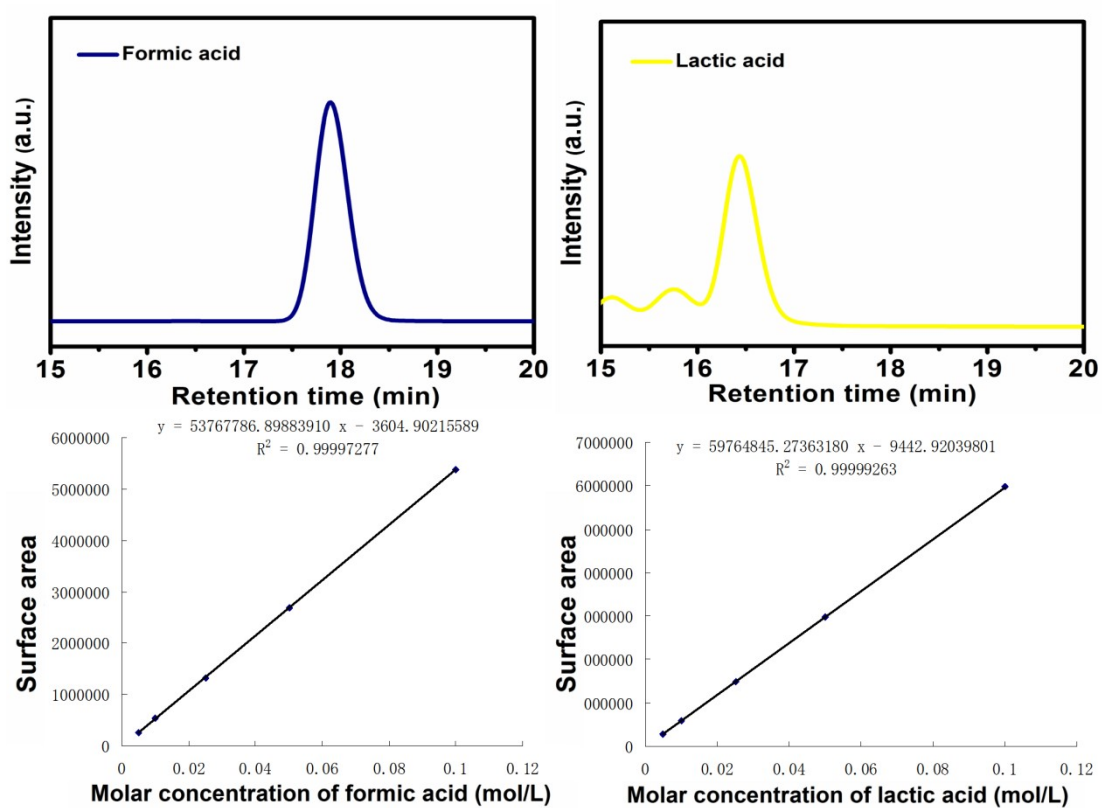 Formic acid
Intensity (a.u.)
15 16 17 18 19 20
Retention time (min)
Lactic acid
Intensity (a.u.)
15 16 17 18 19 20
Retention time (min)
y = 53767786.89883910 x - 3604.90215589
R² = 0.99997277
6000000
5000000
4000000
3000000
2000000
1000000
0
Surface area
0 0.02 0.04 0.06 0.08 0.1 0.12
Molar concentration of formic acid (mol/L)
y = 59764845.27363180 x - 9442.92039801
R² = 0.99999263
7000000
6000000
000000
000000
000000
000000
000000
0
Surface area
0 0.02 0.04 0.06 0.08 0.1 0.12
Molar concentration of lactic acid (mol/L)